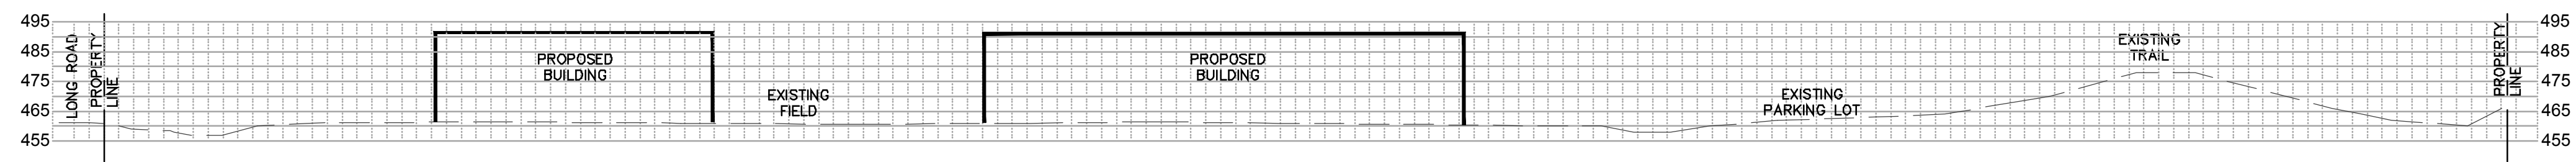 495
485
475
465
455
LONG ROAD
PROPERTY
LINE
PROPOSED
BUILDING
EXISTING
FIELD
PROPOSED
BUILDING
EXISTING
PARKING LOT
EXISTING
TRAIL
PROPERTY
LINE
495
485
475
465
455